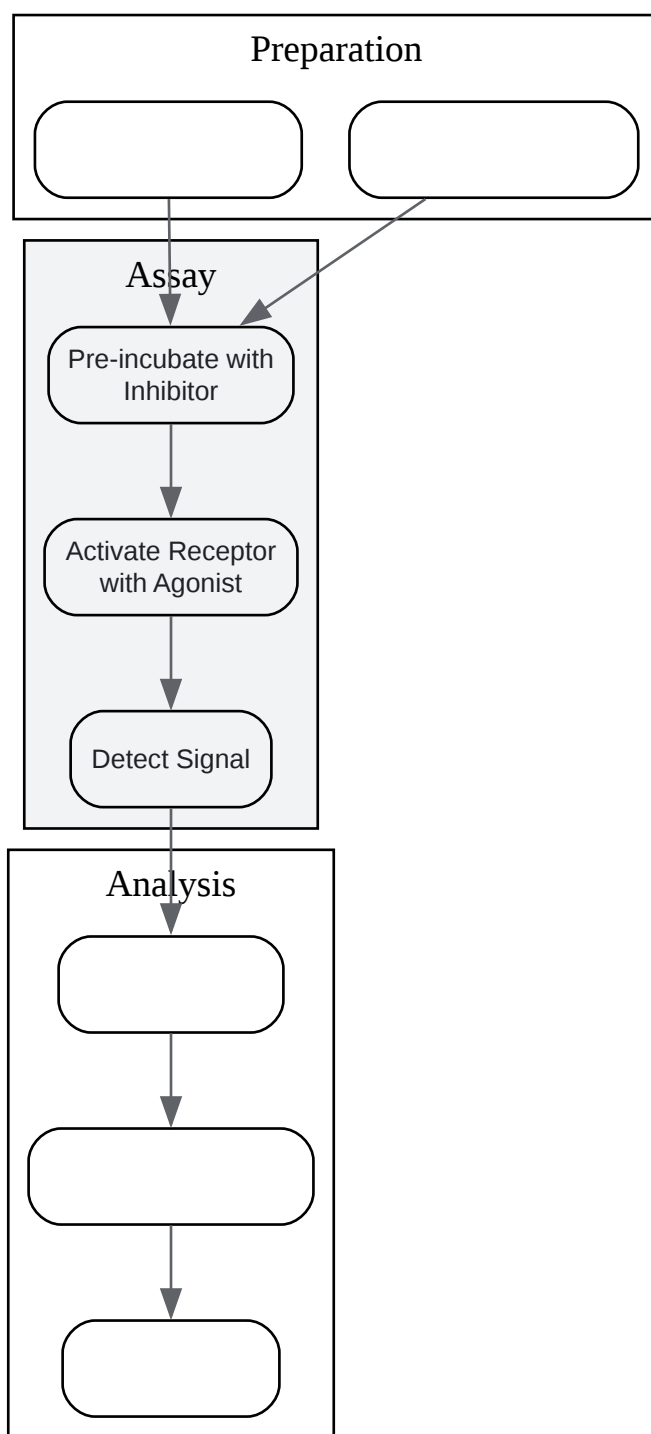 Preparation
Assay
Pre-incubate with
Inhibitor
Activate Receptor
with Agonist
Detect Signal
Analysis